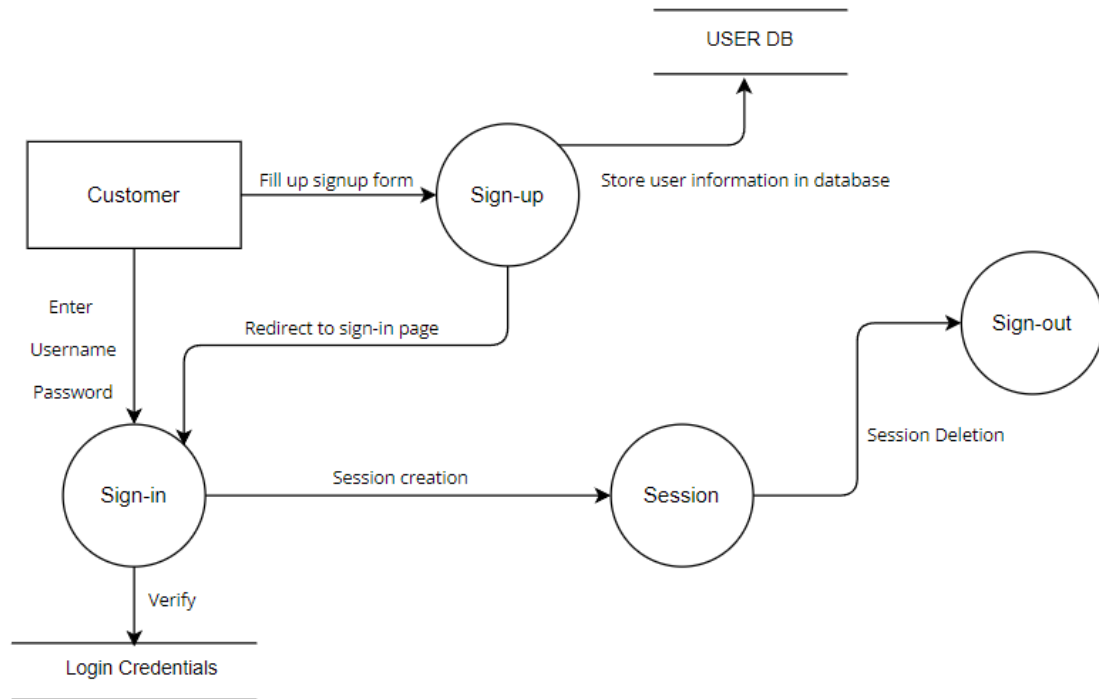 USER DB
Customer
Fill up signup form
Sign-up
Store user information in database
Enter
Username
Password
Redirect to sign-in page
Sign-out
Session Deletion
Sign-in
Session creation
Session
Verify
Login Credentials